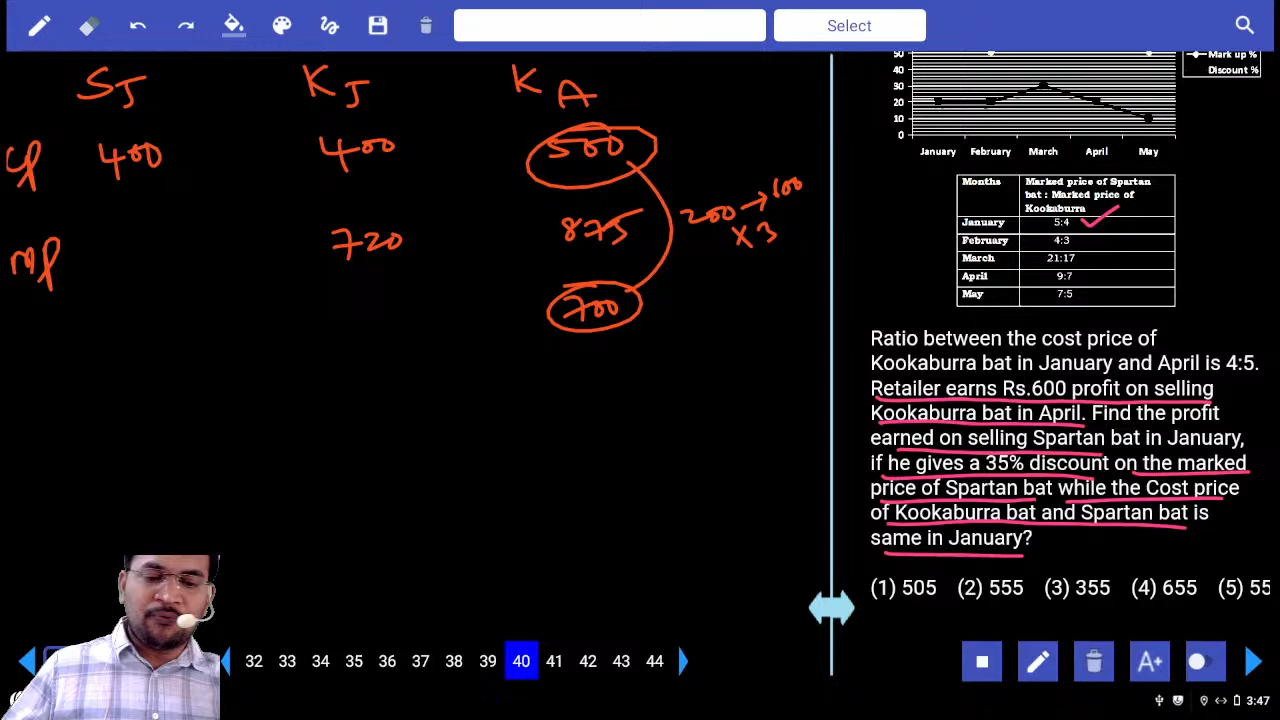 Select
S J K J K A
CP 400 400 500
200 → 100
× 3
MP 720 875
700
50
40
30
20
10
0
January February March April May
Mark up %
Discount %
Months Marked price of Spartan bat : Marked price of Kookaburra
January 5:4
February 4:3
March 21:17
April 9:7
May 7:5
Ratio between the cost price of
Kookaburra bat in January and April is 4:5.
Retailer earns Rs.600 profit on selling
Kookaburra bat in April. Find the profit
earned on selling Spartan bat in January,
if he gives a 35% discount on the marked
price of Spartan bat while the Cost price
of Kookaburra bat and Spartan bat is
same in January?
(1) 505 (2) 555 (3) 355 (4) 655 (5) 55
32 33 34 35 36 37 38 39 40 41 42 43 44
A+
3:47